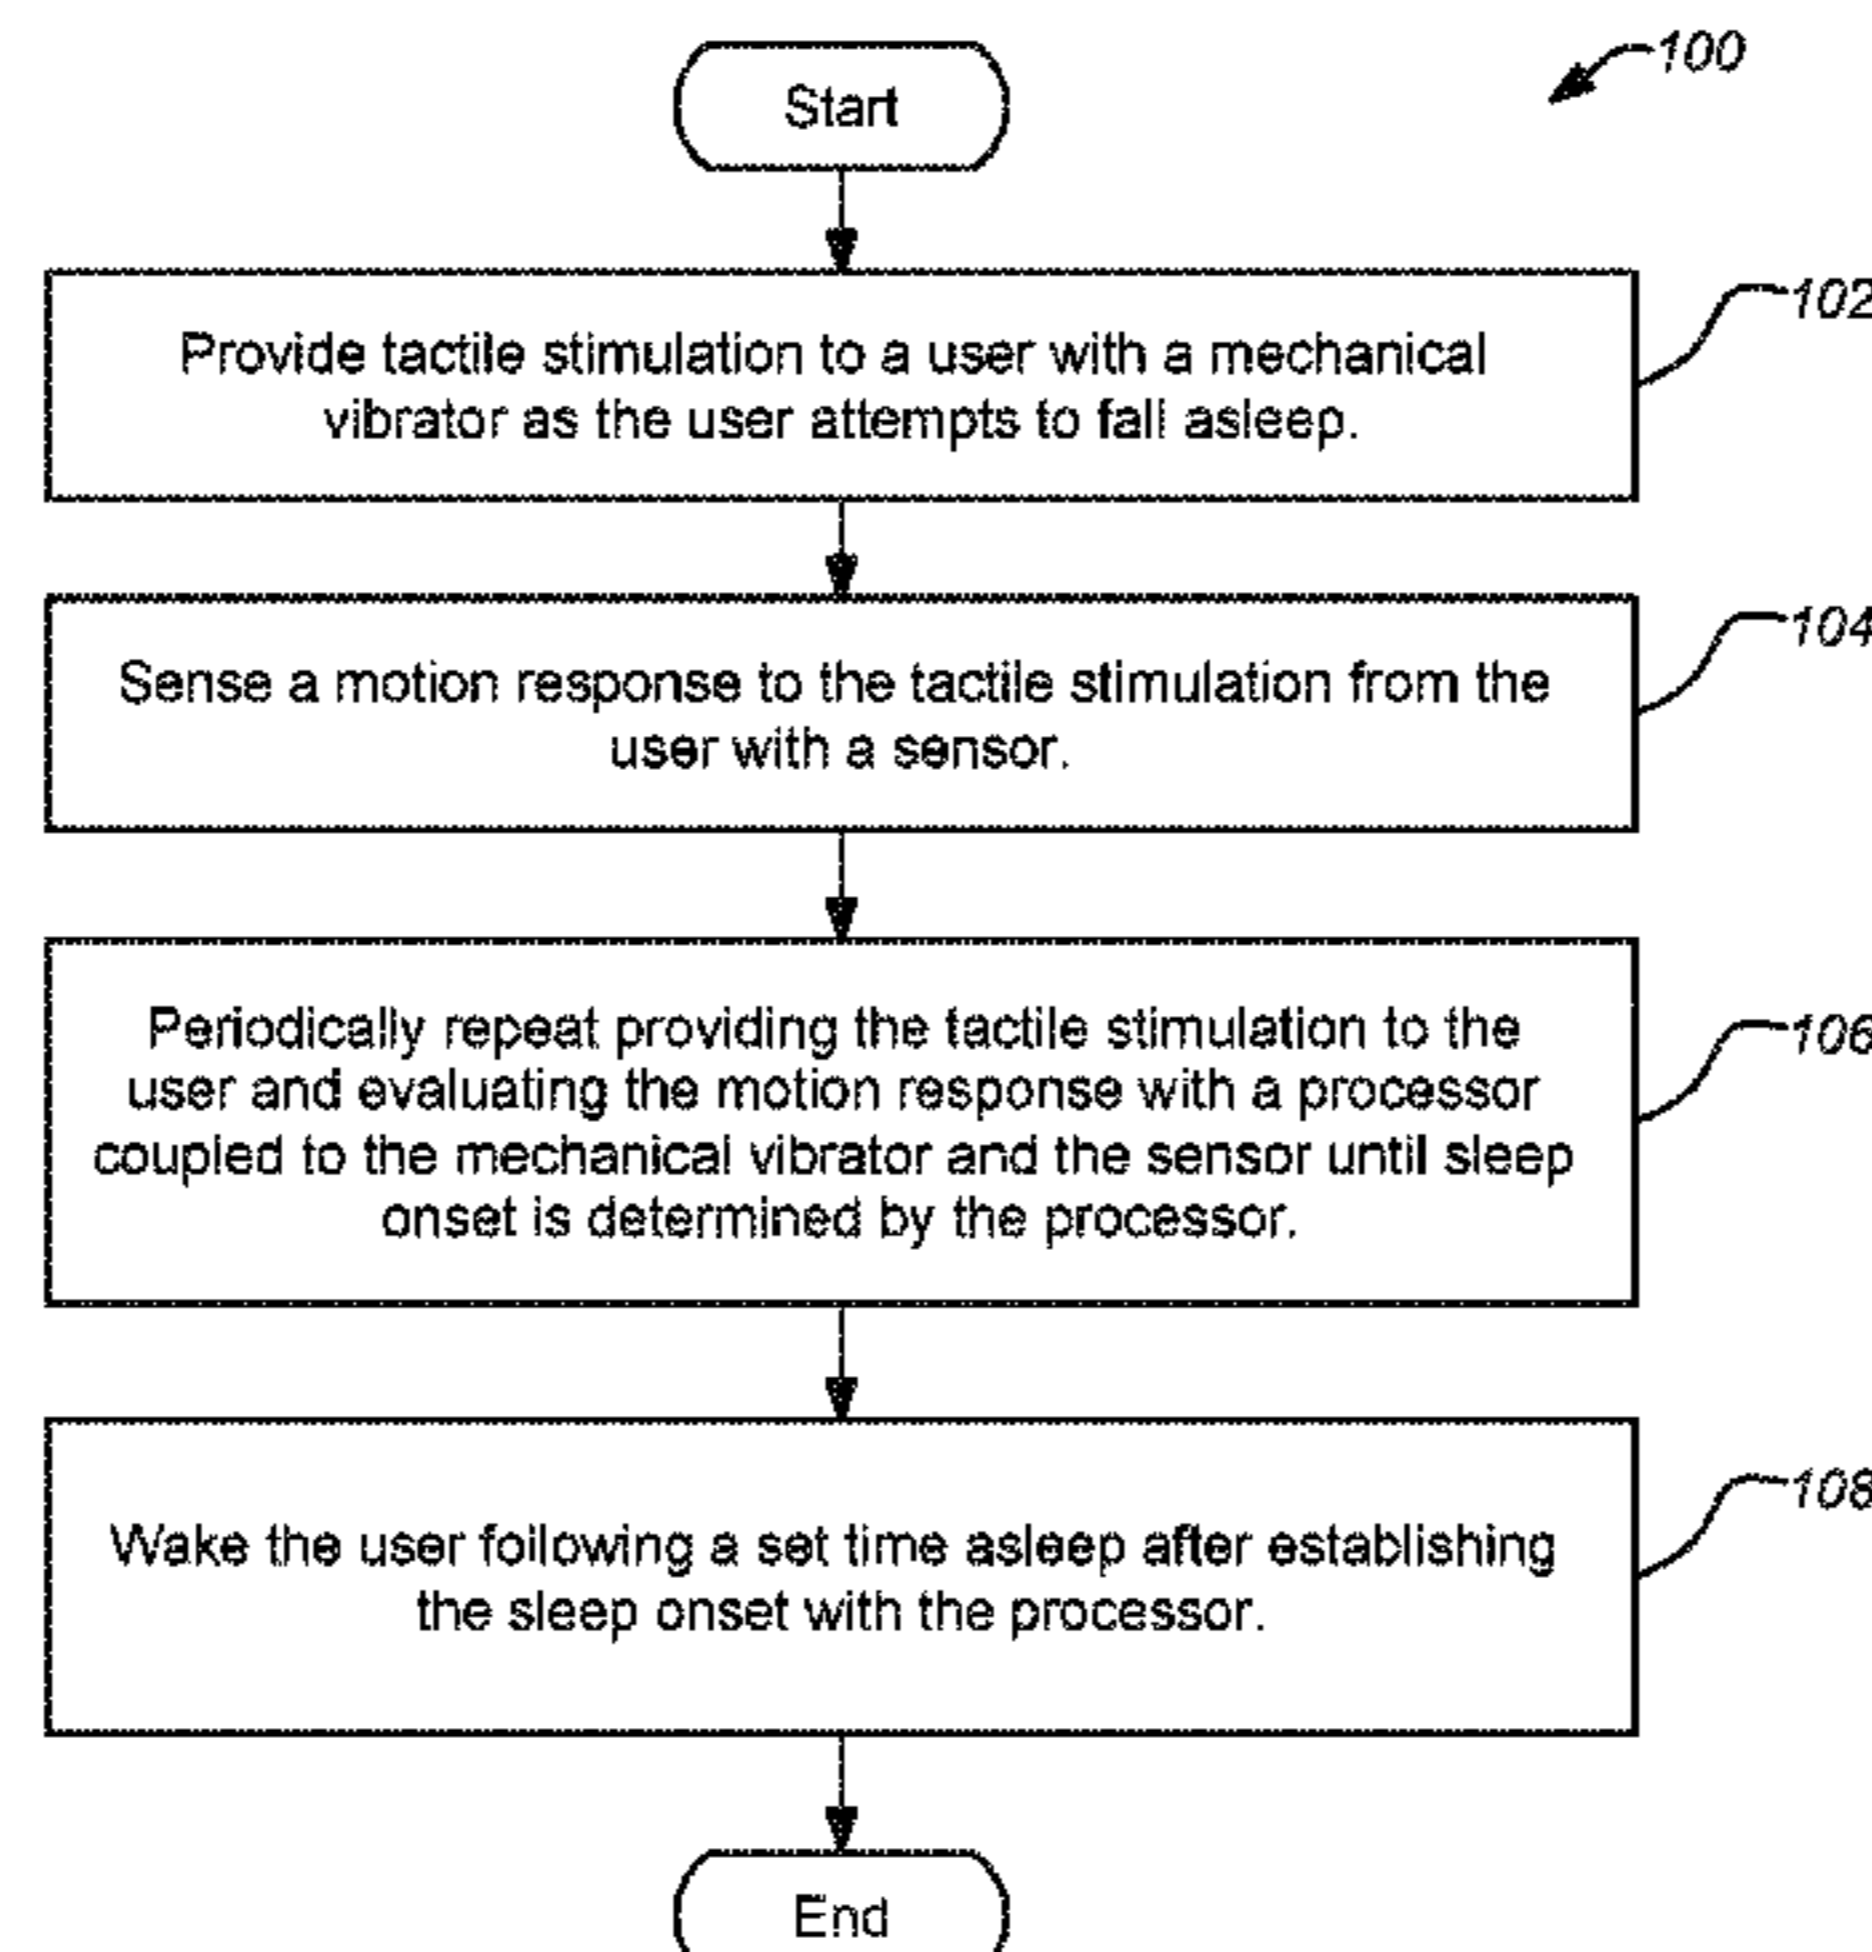 100
Start
102
Provide tactile stimulation to a user with a mechanical
vibrator as the user attempts to fall asleep.
104
Sense a motion response to the tactile stimulation from the
user with a sensor.
106
Periodically repeat providing the tactile stimulation to the
user and evaluating the motion response with a processor
coupled to the mechanical vibrator and the sensor until sleep
onset is determined by the processor.
108
Wake the user following a set time asleep after establishing
the sleep onset with the processor.
End